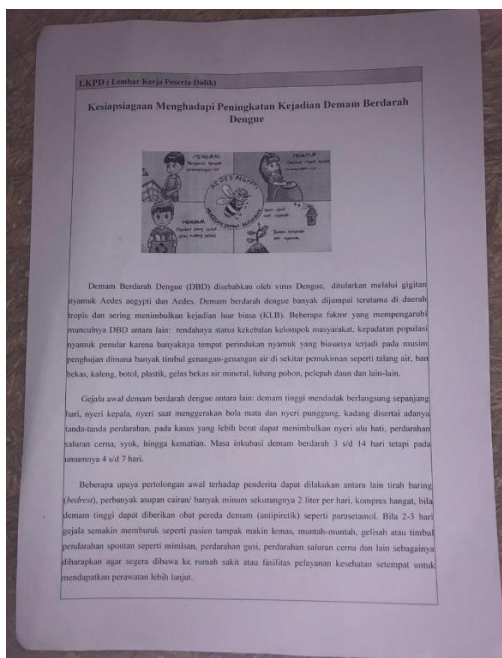 LKPD ( Lembar Kerja Peserta Didik)
Kesiapsiagaan Menghadapi Peningkatan Kejadian Demam Berdarah
Dengue
MENGURAS
MENUTUP
AEDES AEGYPTI
Demam Berdarah Dengue (DBD) disebabkan oleh virus Dengue, ditularkan melalui gigitan
nyamuk Aedes aegypti dan Aedes. Demam berdarah dengue banyak dijumpai terutama di daerah
tropis dan sering menimbulkan kejadian luar biasa (KLB). Beberapa faktor yang mempengaruhi
munculnya DBD antara lain: rendahnya status kekebalan kelompok masyarakat, kepadatan populasi
nyamuk penular karena banyaknya tempat perindukan nyamuk yang biasanya terjadi pada musim
penghujan dimana banyak timbul genangan-genangan air di sekitar pemukiman seperti talang air, ban
bekas, kaleng, botol, plastik, gelas bekas air mineral, lubang pohon, pelepah daun dan lain-lain.
Gejala awal demam berdarah dengue antara lain: demam tinggi mendadak berlangsung sepanjang
hari, nyeri kepala, nyeri saat menggerakan bola mata dan nyeri punggung, kadang disertai adanya
tanda-tanda perdarahan, pada kasus yang lebih berat dapat menimbulkan nyeri ulu hati, perdarahan
saluran cerna, syok, hingga kematian. Masa inkubasi demam berdarah 3 s/d 14 hari tetapi pada
umumnya 4 s/d 7 hari.
Beberapa upaya pertolongan awal terhadap penderita dapat dilakukan antara lain tirah baring
(bedrest), perbanyak asupan cairan/ banyak minum sekurangnya 2 liter per hari, kompres hangat, bila
demam tinggi dapat diberikan obat pereda demam (antipiretik) seperti parasetamol. Bila 2-3 hari
gejala semakin memburuk seperti pasien tampak makin lemas, muntah-muntah, gelisah atau timbul
pendarahan spontan seperti mimisan, perdarahan gusi, perdarahan saluran cerna dan lain sebagainya
diharapkan agar segera dibawa ke rumah sakit atau fasilitas pelayanan kesehatan setempat untuk
mendapatkan perawatan lebih lanjut.